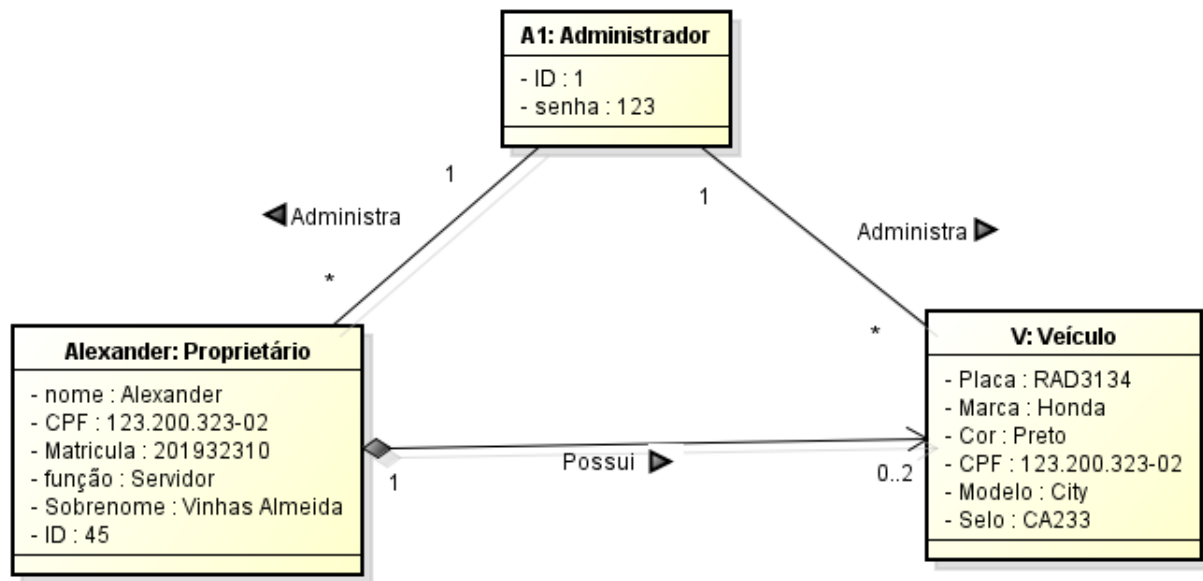 A1: Administrador
- ID : 1
- senha : 123
1
1
Administra
Administra
*
*
Alexander: Proprietário
- nome : Alexander
- CPF : 123.200.323-02
- Matricula : 201932310
- função : Servidor
- Sobrenome : Vinhas Almeida
- ID : 45
V: Veículo
- Placa : RAD3134
- Marca : Honda
- Cor : Preto
- CPF : 123.200.323-02
- Modelo : City
- Selo : CA233
1
Possui
0..2